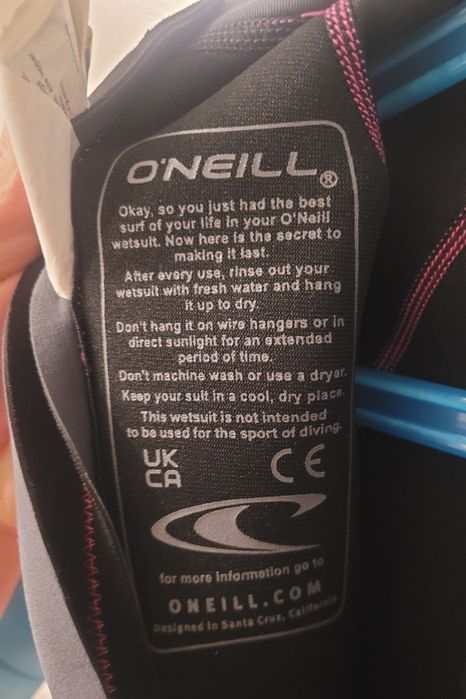 O'NEILL®
Okay, so you just had the best
surf of your life in your O'Neill
wetsuit. Now here is the secret to
making it last.
After every use, rinse out your
wetsuit with fresh water and hang
it up to dry.
Don't hang it on wire hangers or in
direct sunlight for an extended
period of time.
Don't machine wash or use a dryer.
Keep your suit in a cool, dry place.
This wetsuit is not intended
to be used for the sport of diving.
UK
CA
CE
for more information go to
ONEILL.COM
Designed in Santa Cruz, California